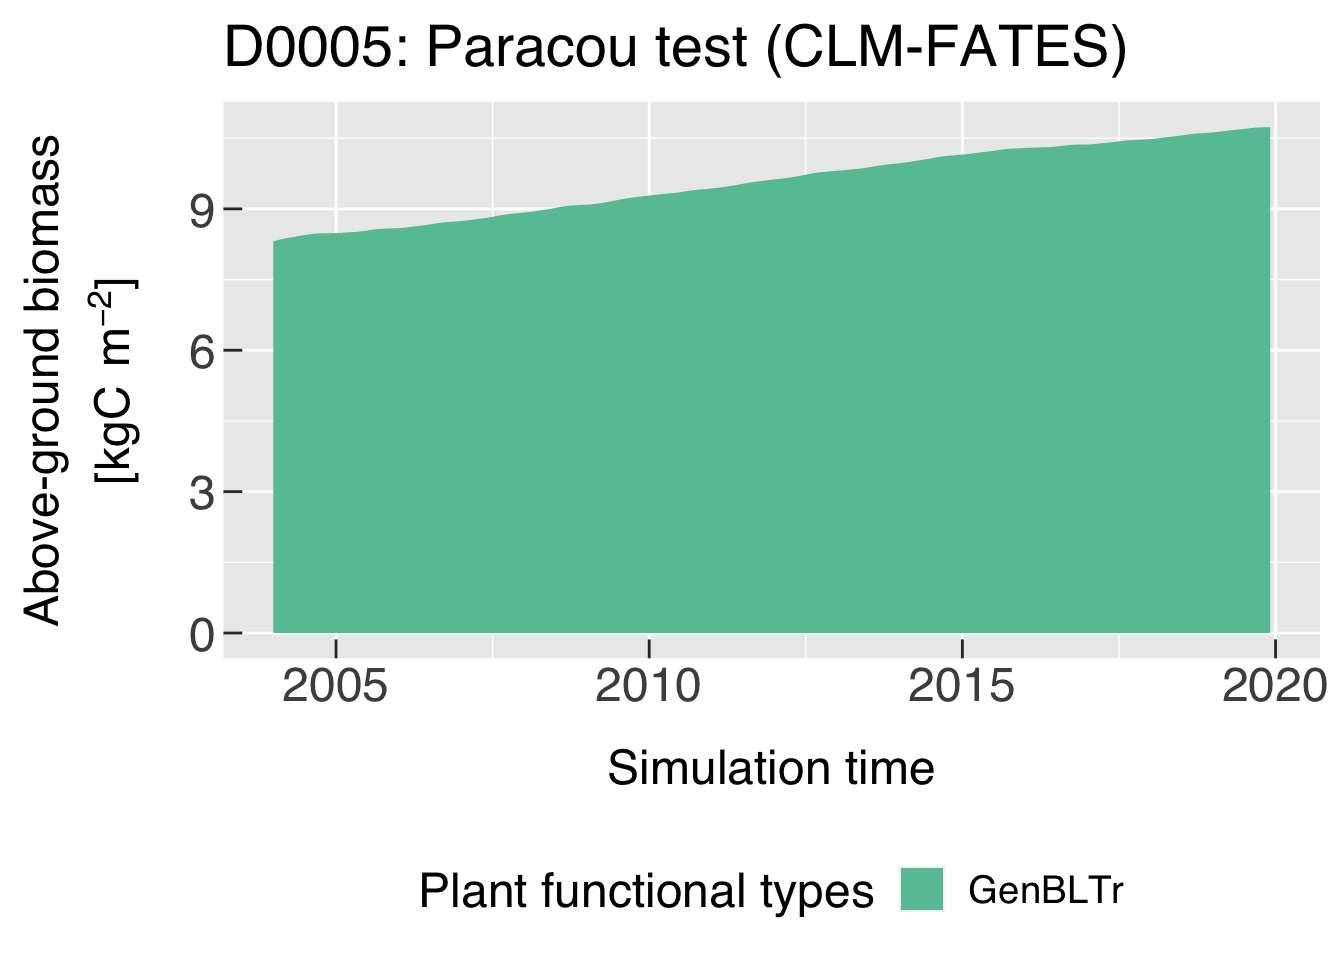 D0005: Paracou test (CLM-FATES)
Above-ground biomass
[kgC m⁻²]
9
6
3
0
2005 2010 2015 2020
Simulation time
Plant functional types GenBLTr